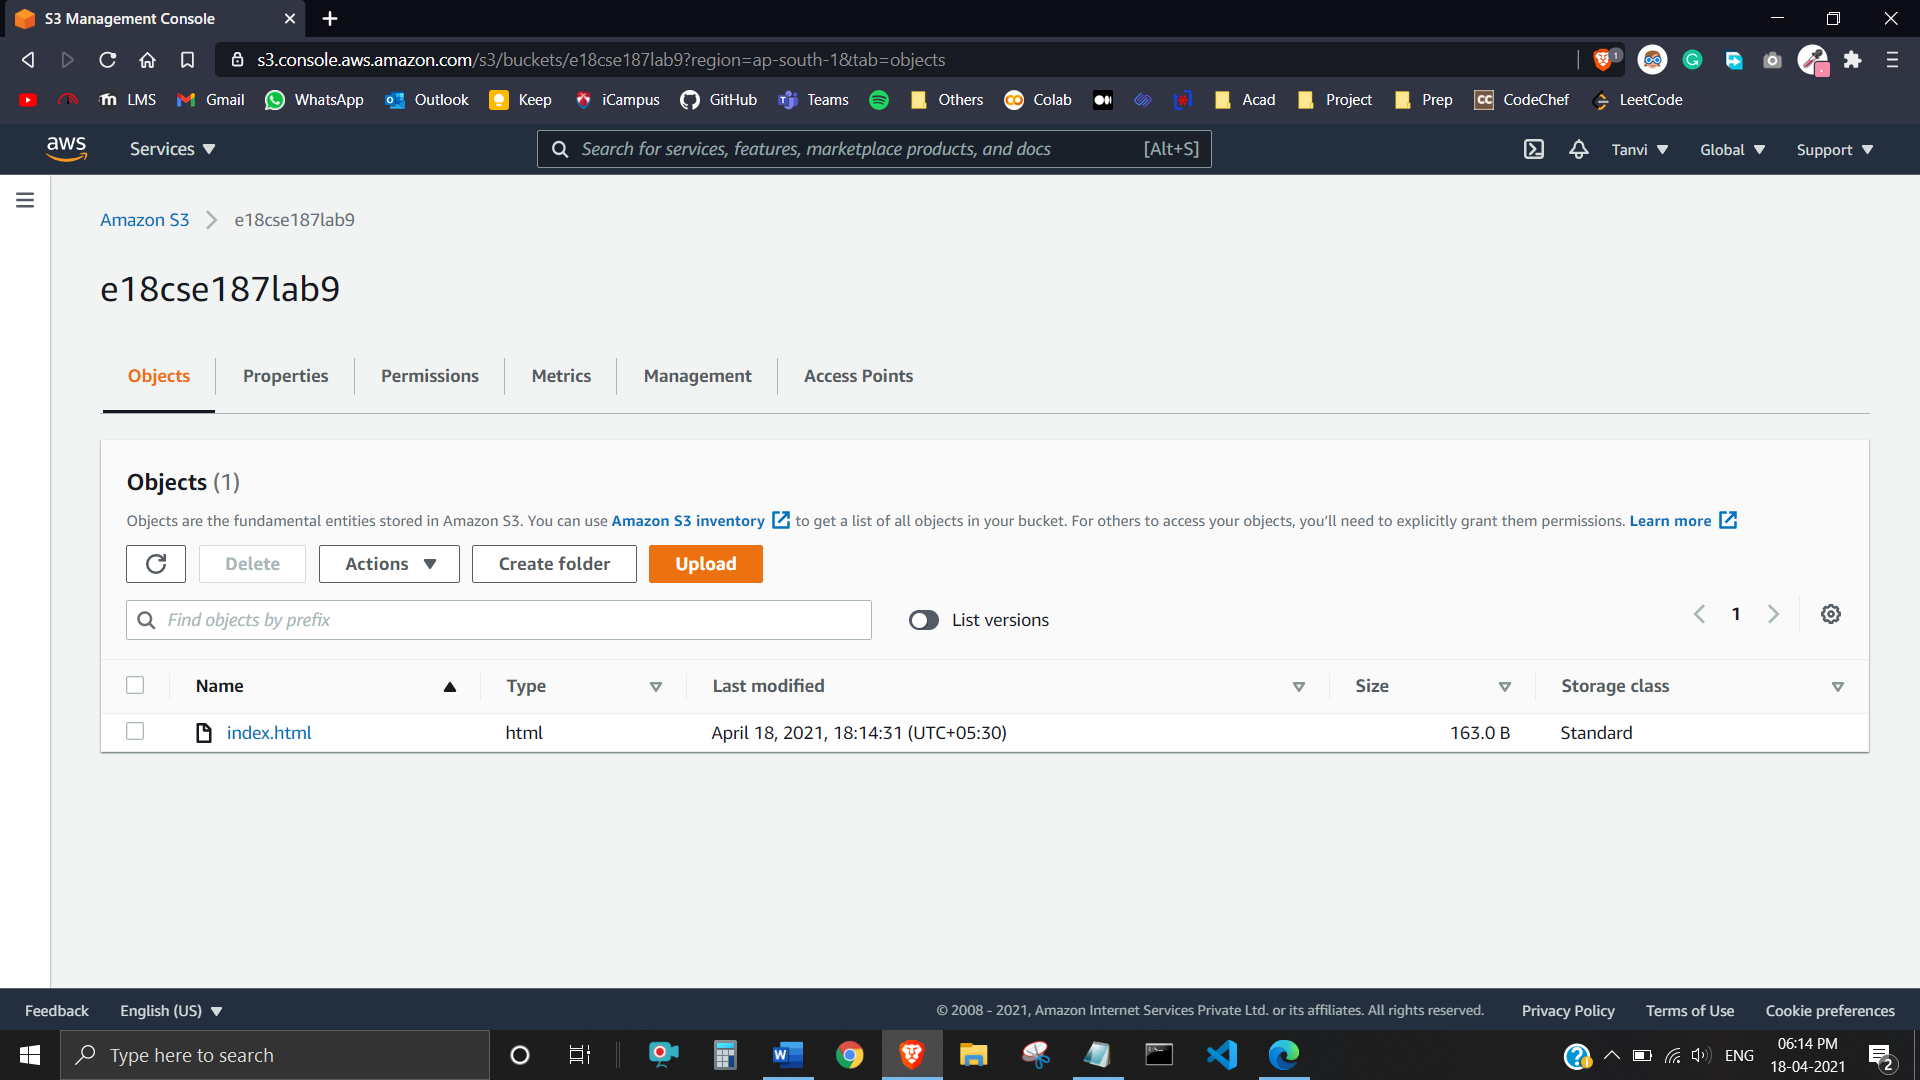 S3 Management Console
s3.console.aws.amazon.com/s3/buckets/e18cse187lab9?region=ap-south-1&tab=objects
1
LMS Gmail WhatsApp Outlook Keep iCampus GitHub Teams Others Colab Acad Project Prep CC CodeChef LeetCode
aws Services Search for services, features, marketplace products, and docs [Alt+S] Tanvi Global Support
Amazon S3 e18cse187lab9
e18cse187lab9
Objects Properties Permissions Metrics Management Access Points
Objects (1)
Objects are the fundamental entities stored in Amazon S3. You can use Amazon S3 inventory to get a list of all objects in your bucket. For others to access your objects, you'll need to explicitly grant them permissions. Learn more
Delete Actions Create folder Upload
Find objects by prefix List versions 1
Name Type Last modified Size Storage class
index.html html April 18, 2021, 18:14:31 (UTC+05:30) 163.0 B Standard
Feedback English (US) © 2008 - 2021, Amazon Internet Services Private Ltd. or its affiliates. All rights reserved. Privacy Policy Terms of Use Cookie preferences
Type here to search ENG 06:14 PM
18-04-2021 2